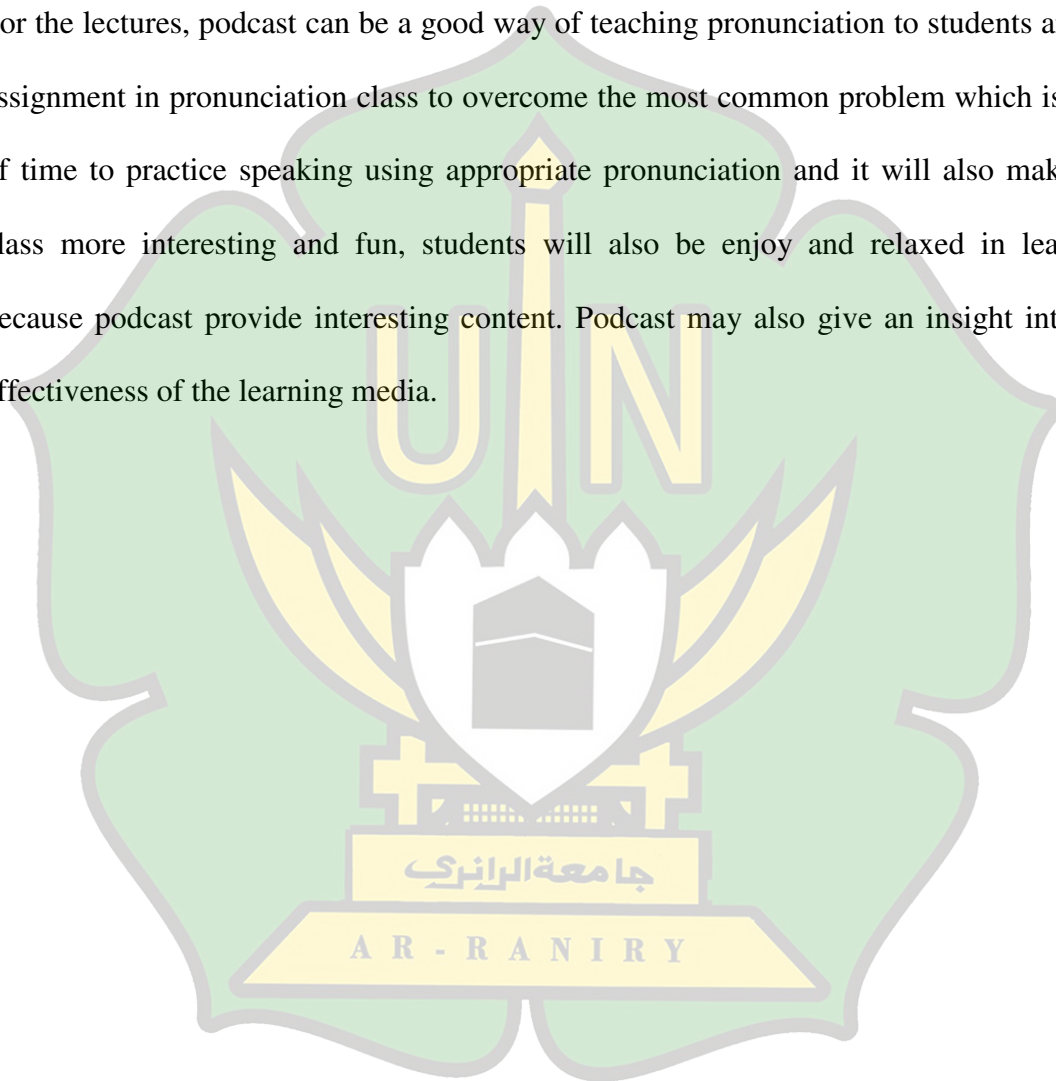 or the lectures, podcast can be a good way of teaching pronunciation to students a
ssignment in pronunciation class to overcome the most common problem which is
f time to practice speaking using appropriate pronunciation and it will also mak
lass more interesting and fun, students will also be enjoy and relaxed in lea
ecause podcast provide interesting content. Podcast may also give an insight int
ffectiveness of the learning media.
UIN
جامعة الرانري
AR-RANIRY